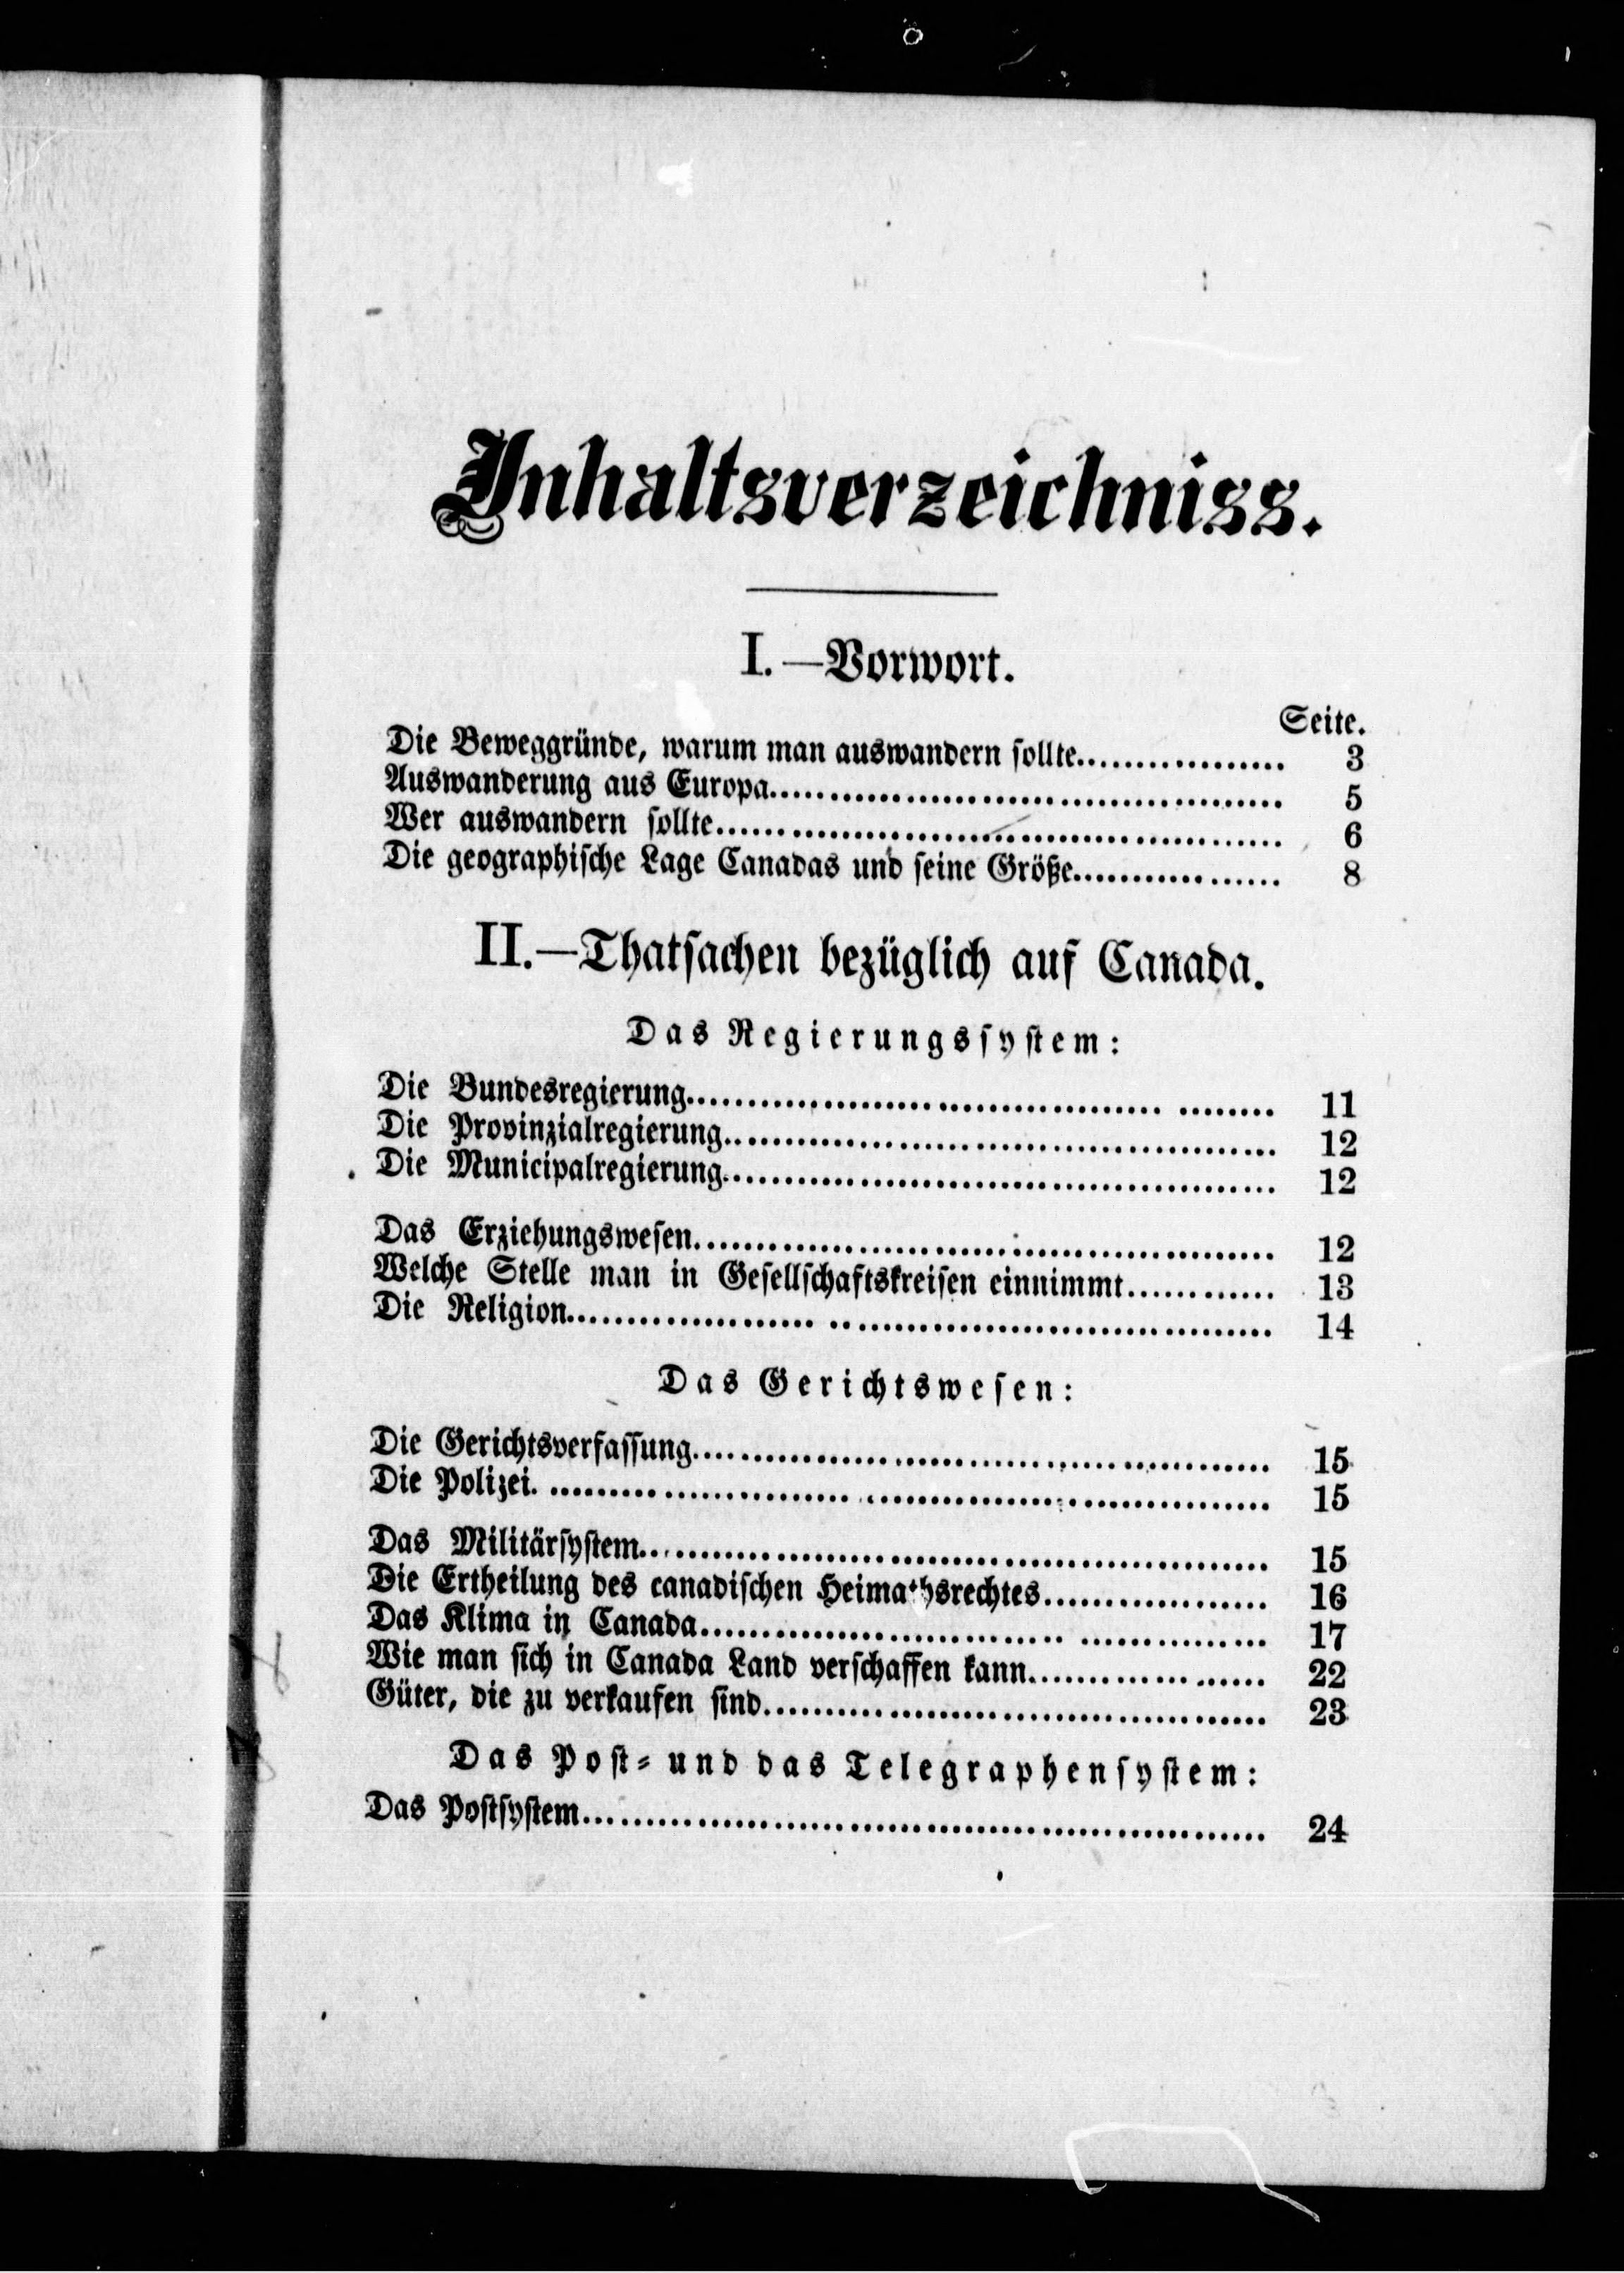 Inhaltsverzeichniss.
I.—Vorwort.
Seite.
Die Beweggründe, warum man auswandern sollte................. 3
Auswanderung aus Europa.......................................... 5
Wer auswandern sollte.............................................. 6
Die geographische Lage Canadas und seine Größe................. 8
II.—Thatsachen bezüglich auf Canada.
Das Regierungssystem:
Die Bundesregierung................................................ 11
Die Provinzialregierung............................................. 12
Die Municipalregierung............................................. 12
Das Erziehungswesen............................................... 12
Welche Stelle man in Gesellschaftskreisen einnimmt............ 13
Die Religion......................................................... 14
Das Gerichtswesen:
Die Gerichtsverfassung.............................................. 15
Die Polizei........................................................... 15
Das Militärsystem................................................... 15
Die Ertheilung des canadischen Heimathsrechtes................... 16
Das Klima in Canada............................................... 17
Wie man sich in Canada Land verschaffen kann.................... 22
Güter, die zu verkaufen sind......................................... 23
Das Post- und das Telegraphensystem:
Das Postsystem...................................................... 24